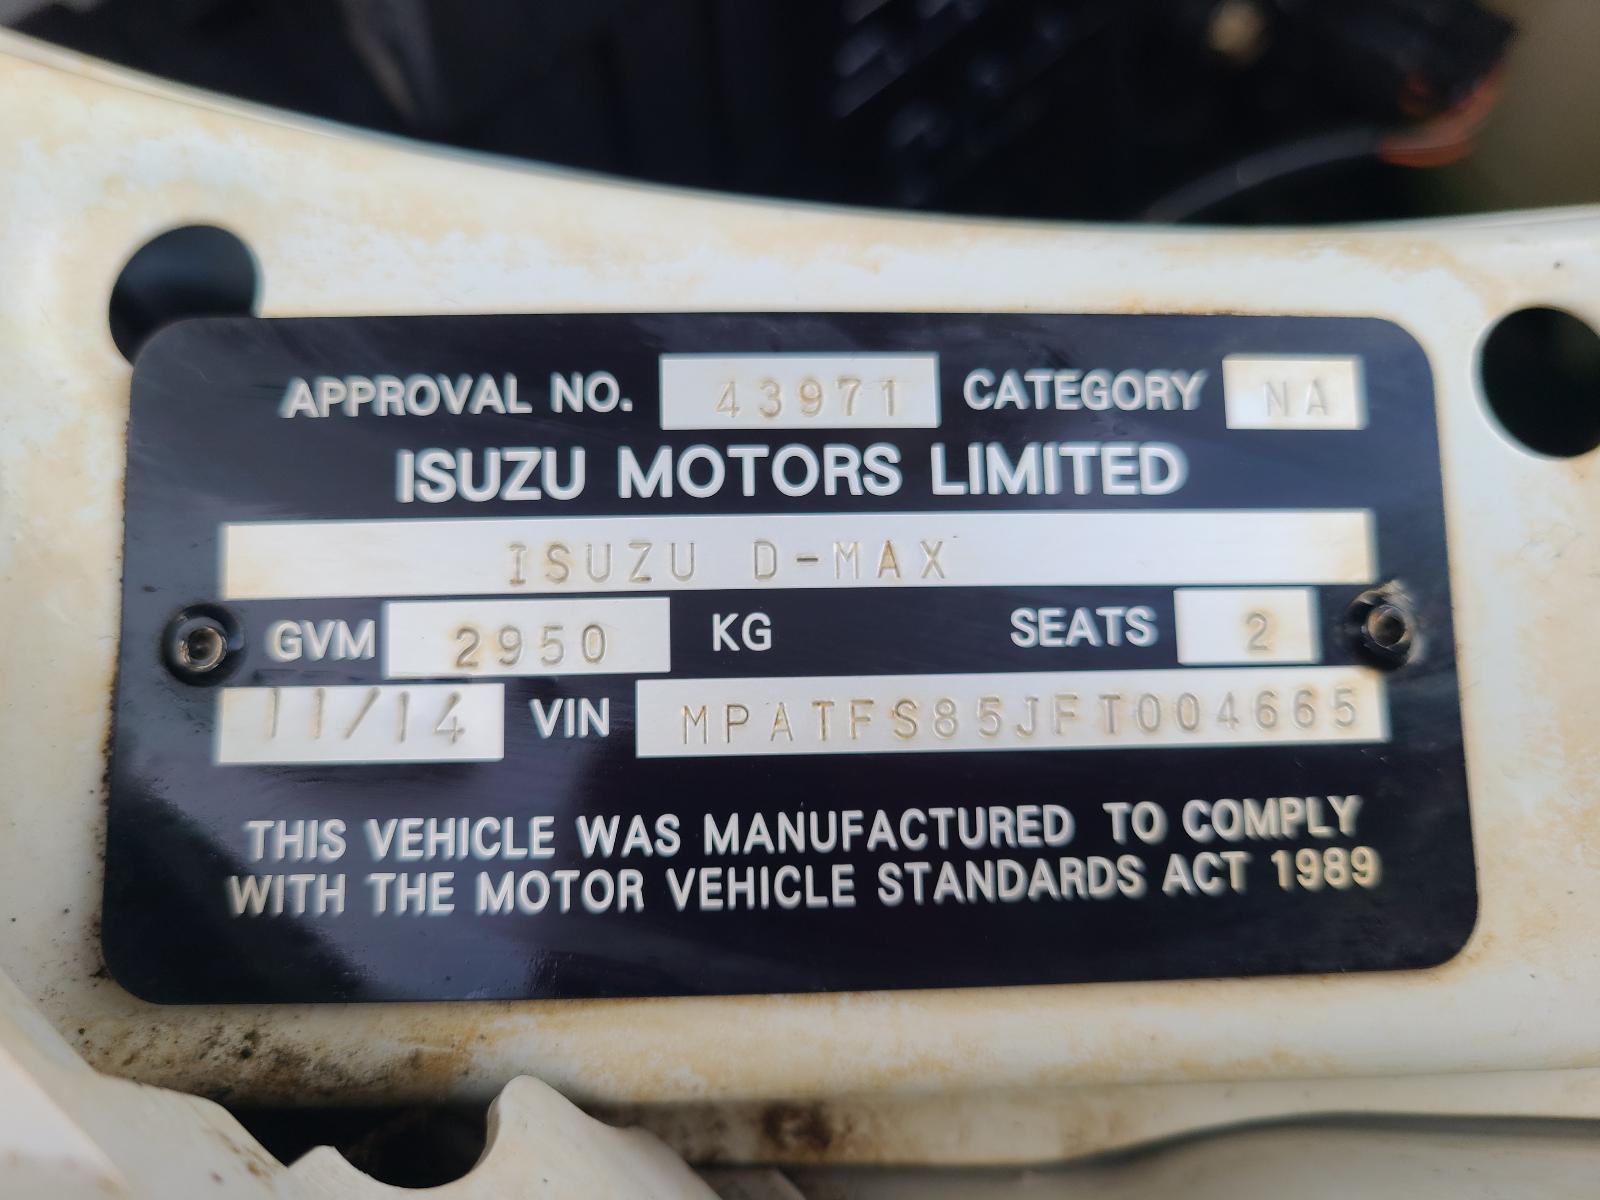 APPROVAL NO. 43971 CATEGORY NA
ISUZU MOTORS LIMITED
ISUZU D-MAX
GVM 2950 KG SEATS 2
11/14 VIN MPATFS85JFT004665
THIS VEHICLE WAS MANUFACTURED TO COMPLY
WITH THE MOTOR VEHICLE STANDARDS ACT 1989